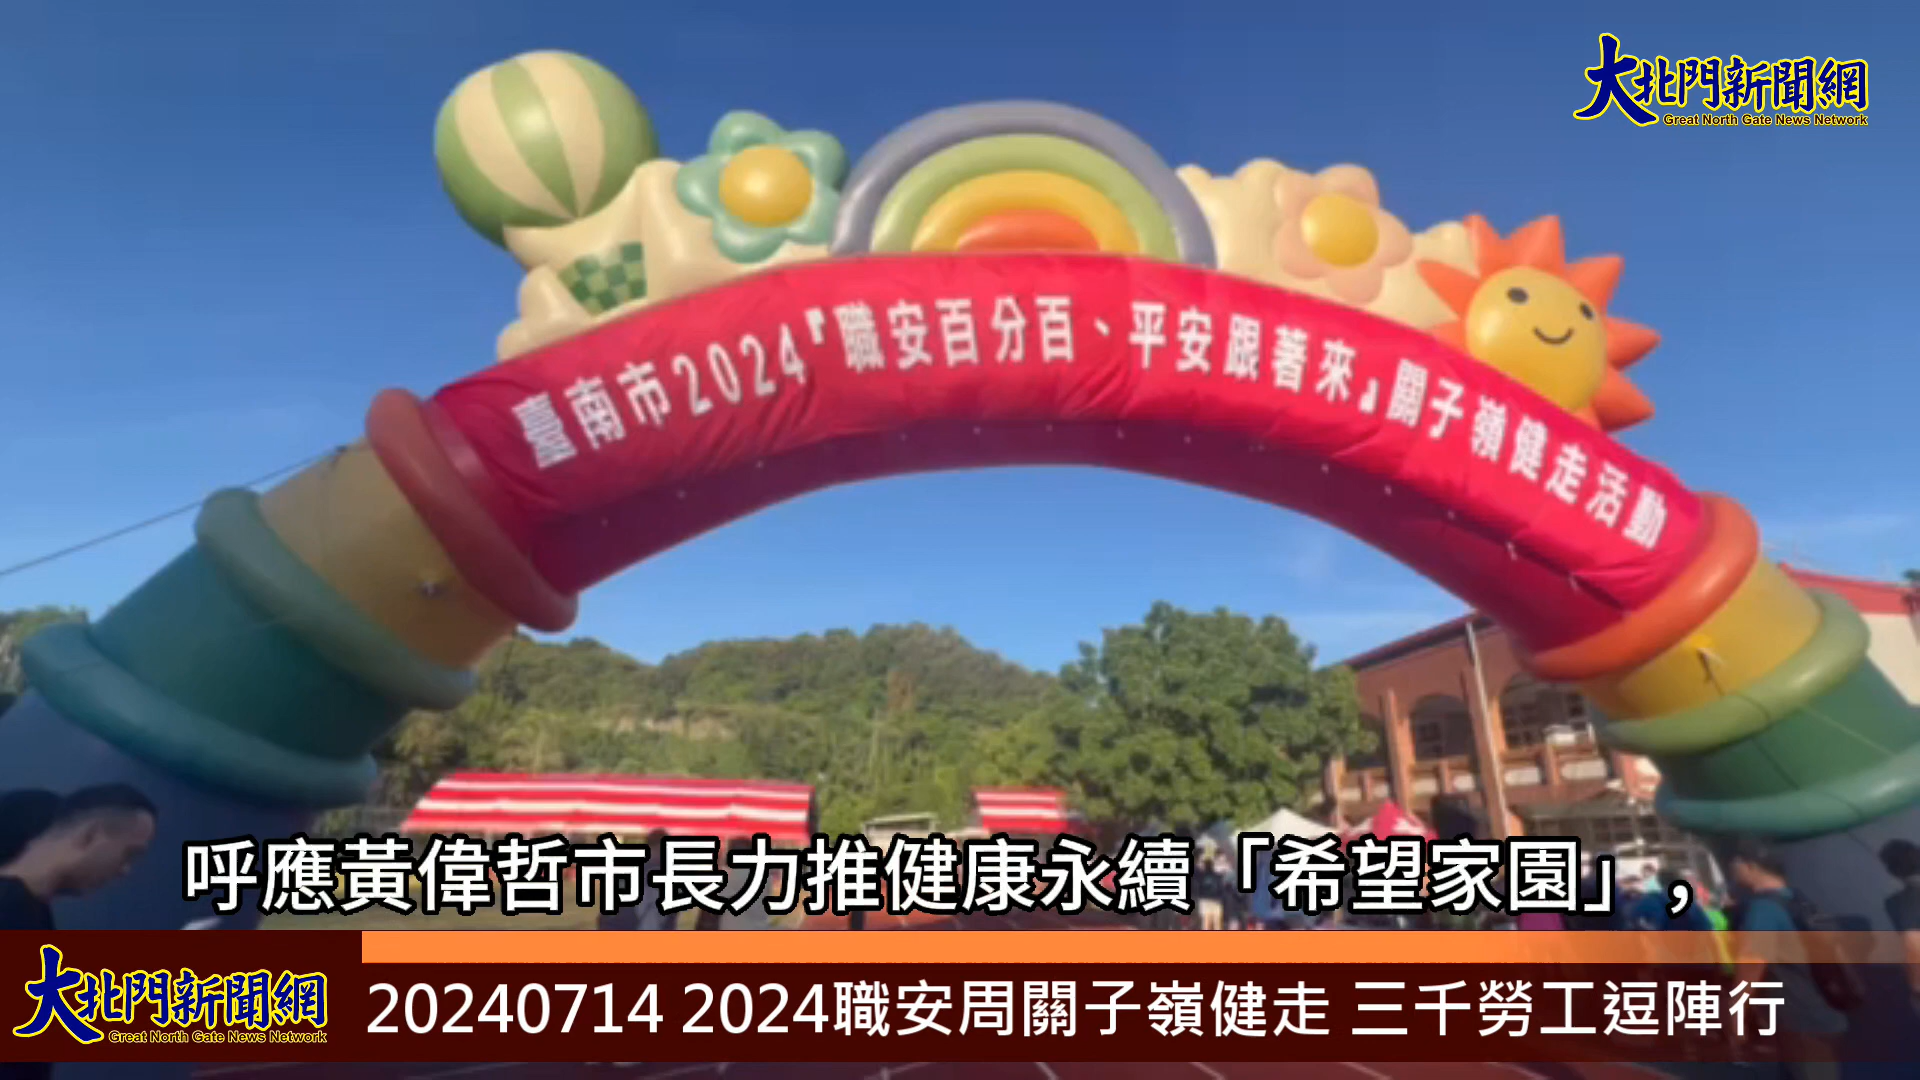 大北門新聞網
Great North Gate News Network
臺南市2024『職安百分百、平安跟著來』關子嶺健走活動
呼應黃偉哲市長力推健康永續「希望家園」，
大北門新聞網
Great North Gate News Network
20240714 2024職安周關子嶺健走 三千勞工逗陣行